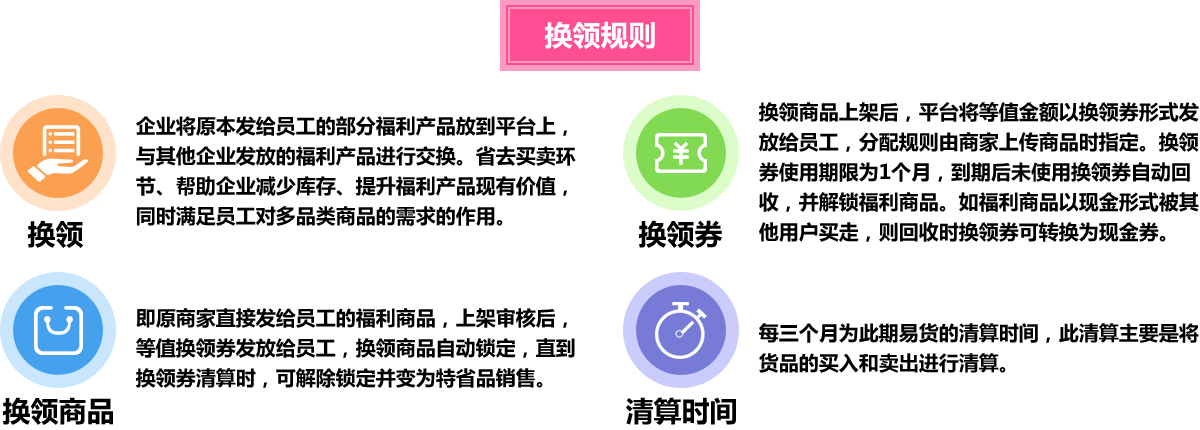 换领规则
企业将原本发给员工的部分福利产品放到平台上，
与其他企业发放的福利产品进行交换。省去买卖环
节、帮助企业减少库存、提升福利产品现有价值，
同时满足员工对多品类商品的需求的作用。
换领
换领商品上架后，平台将等值金额以换领券形式发
放给员工，分配规则由商家上传商品时指定。换领
券使用期限为1个月，到期后未使用换领券自动回
收，并解锁福利商品。如福利商品以现金形式被其
他用户买走，则回收时换领券可转换为现金券。
¥
换领券
即原商家直接发给员工的福利商品，上架审核后，
等值换领券发放给员工，换领商品自动锁定，直到
换领券清算时，可解除锁定并变为特省品销售。
换领商品
每三个月为此期易货的清算时间，此清算主要是将
货品的买入和卖出进行清算。
清算时间